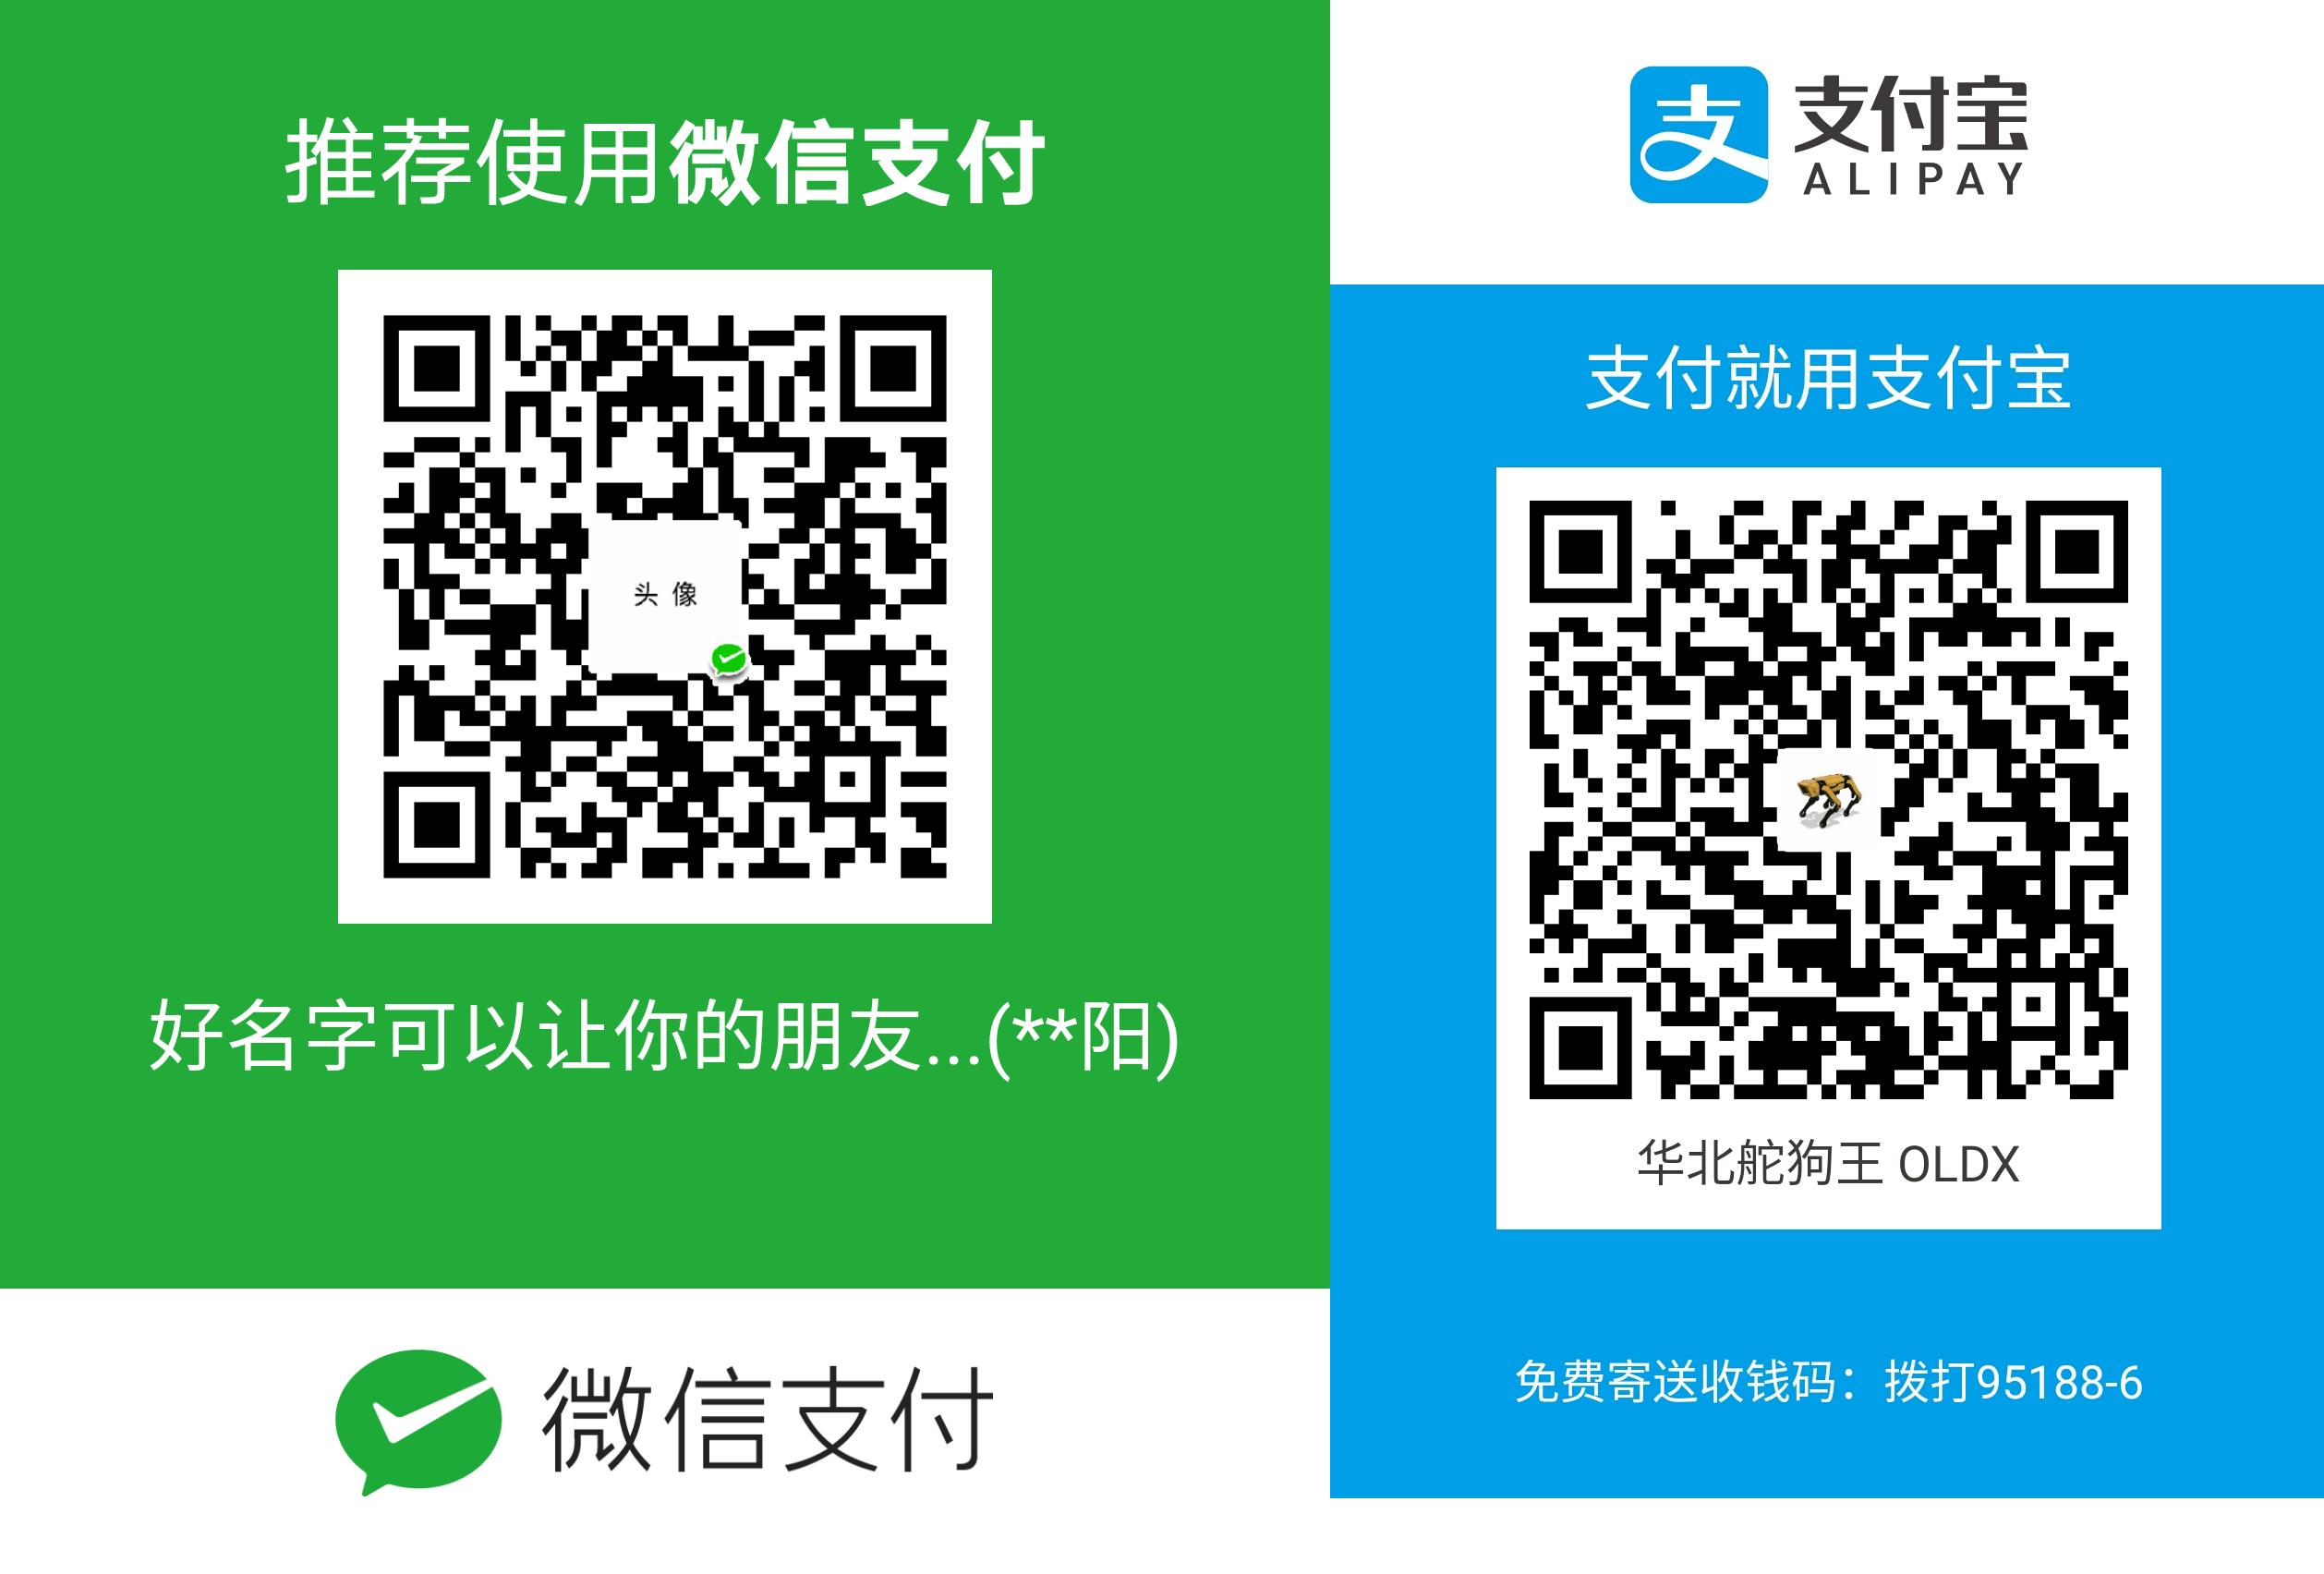 推荐使用微信支付
头 像
好名字可以让你的朋友...(**阳)
微信支付
支付宝
ALIPAY
支付就用支付宝
华北舵狗王 OLDX
免费寄送收钱码：拨打95188-6